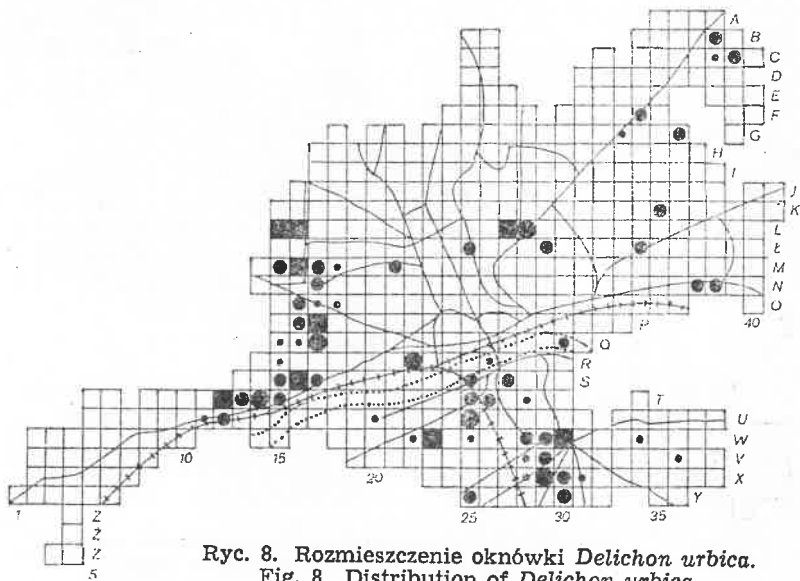 A
B
C
D
E
F
G
H
I
J
K
L
Ł
M
N
O
P
40
Q
R
S
T
U
W
V
X
Y
10
15
20
25
30
35
1
Z
Ż
Ź
5
Ryc. 8. Rozmieszczenie oknówki Delichon urbica.
Fig. 8. Distribution of Delichon urbica